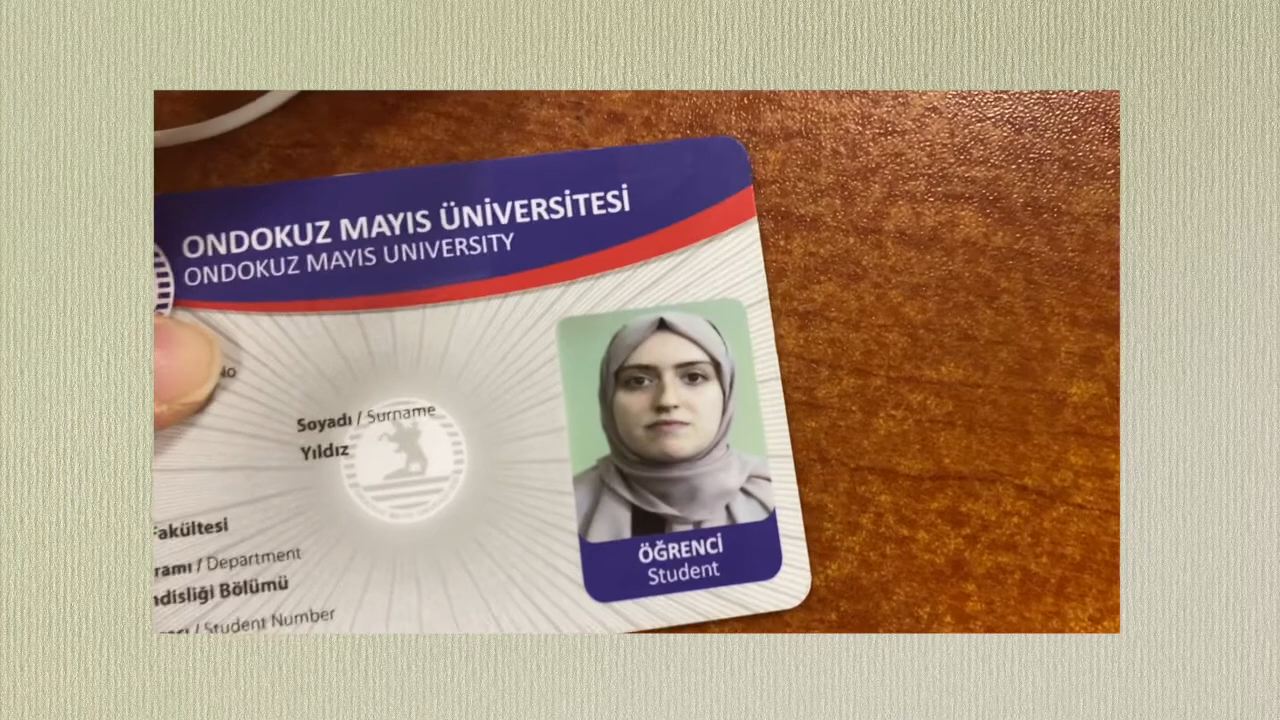 ONDOKUZ MAYIS ÜNİVERSİTESİ
ONDOKUZ MAYIS UNIVERSITY
Soyadı / Surname
Yıldız
Fakültesi
/ Department
Bölümü
/ Student Number
ÖĞRENCİ
Student